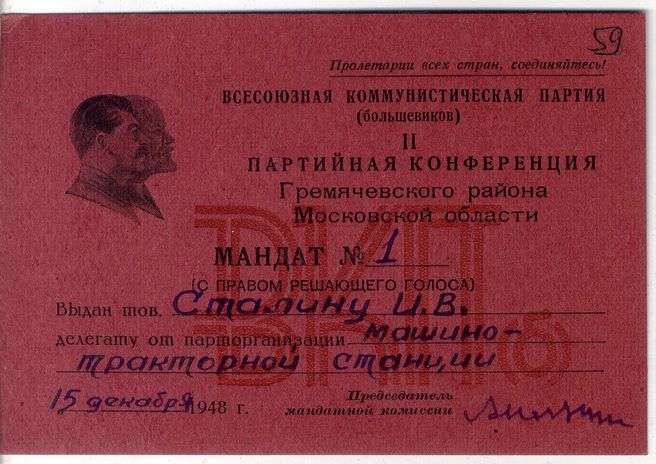 59
Пролетарии всех стран, соединяйтесь!
ВСЕСОЮЗНАЯ КОММУНИСТИЧЕСКАЯ ПАРТИЯ
(большевиков)
II
ПАРТИЙНАЯ КОНФЕРЕНЦИЯ
Гремячевского района
Московской области
МАНДАТ № 1
(С ПРАВОМ РЕШАЮЩЕГО ГОЛОСА)
ВКП(б)
Выдан тов. Сталину И.В.
делегату от парторганизации машино-
тракторной станции
15 декабря 1948 г.
Председатель
мандатной комиссии